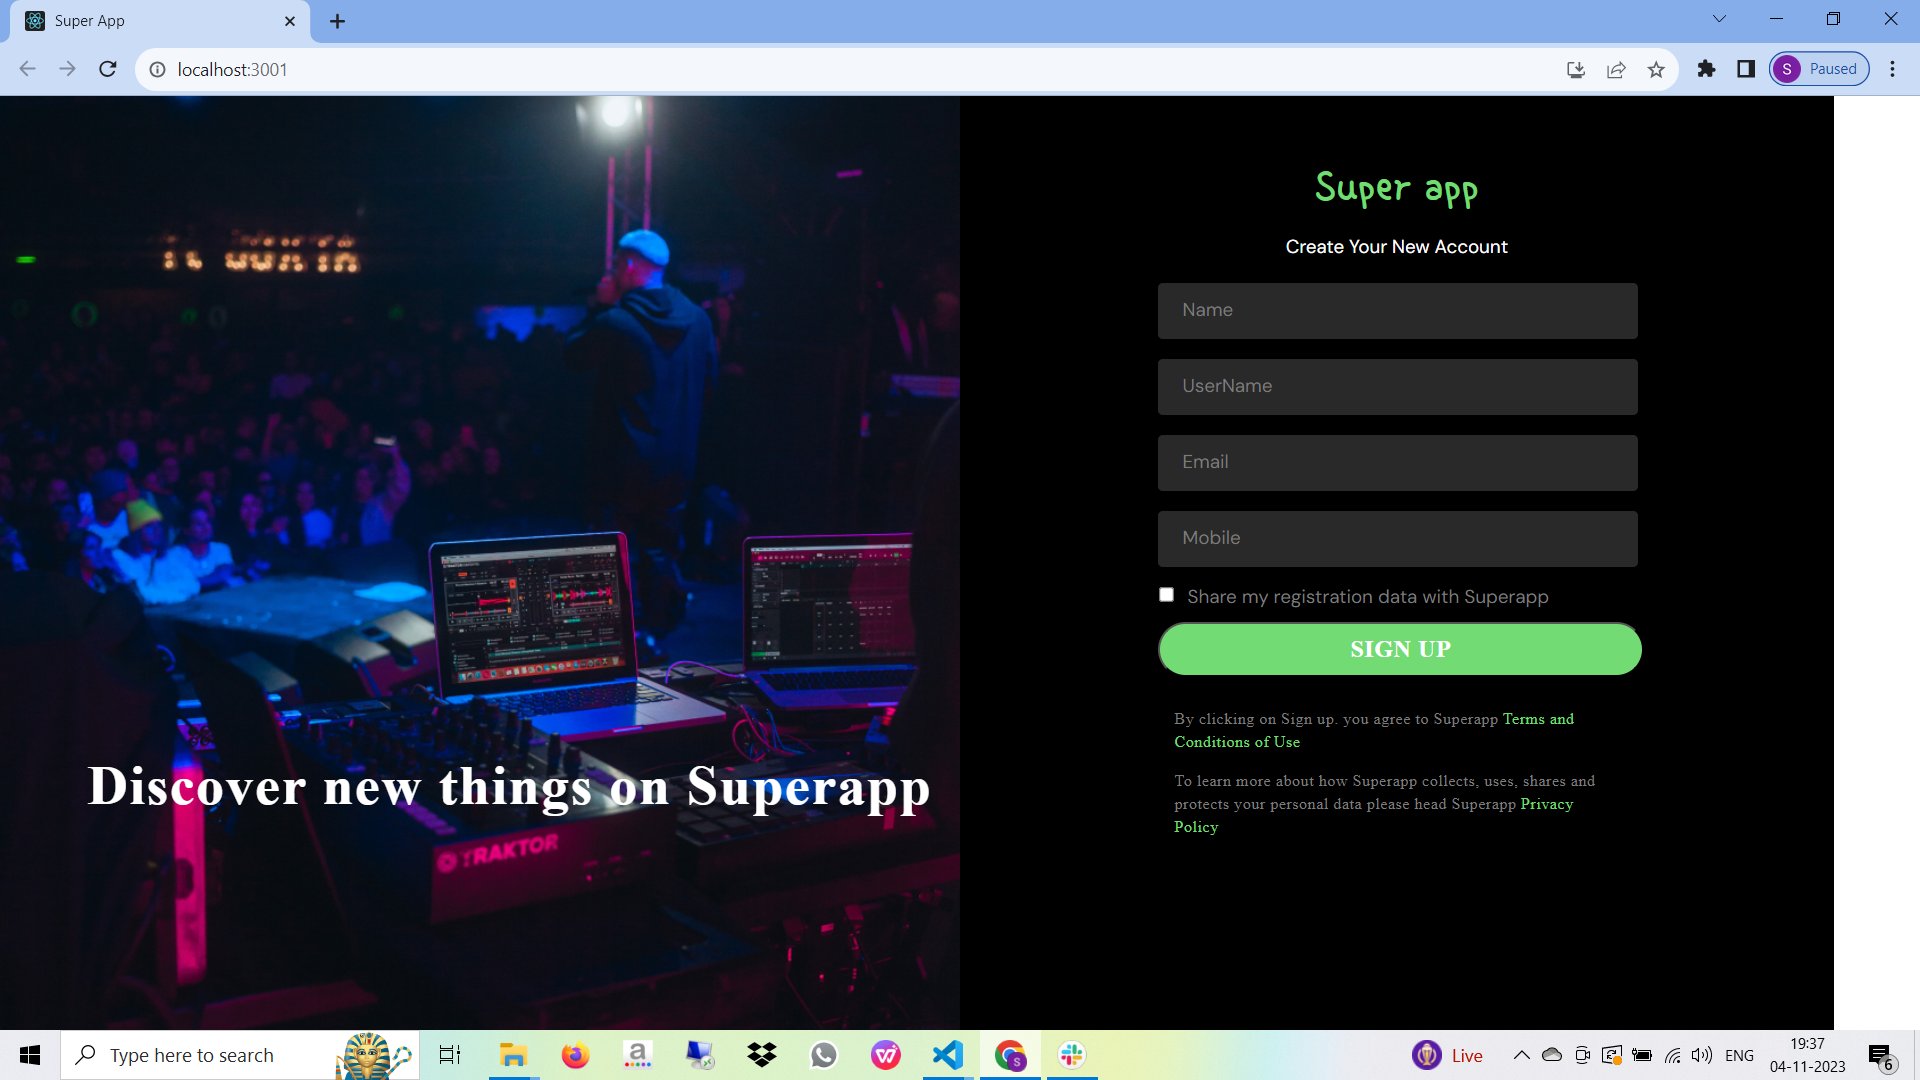 Super App
localhost:3001
S
Paused
Super app
Create Your New Account
Name
UserName
Email
Mobile
Share my registration data with Superapp
SIGN UP
By clicking on Sign up. you agree to Superapp Terms and
Conditions of Use
To learn more about how Superapp collects, uses, shares and
protects your personal data please head Superapp Privacy
Policy
Discover new things on Superapp
TRAKTOR
Type here to search
Live
ENG
19:37
04-11-2023
6